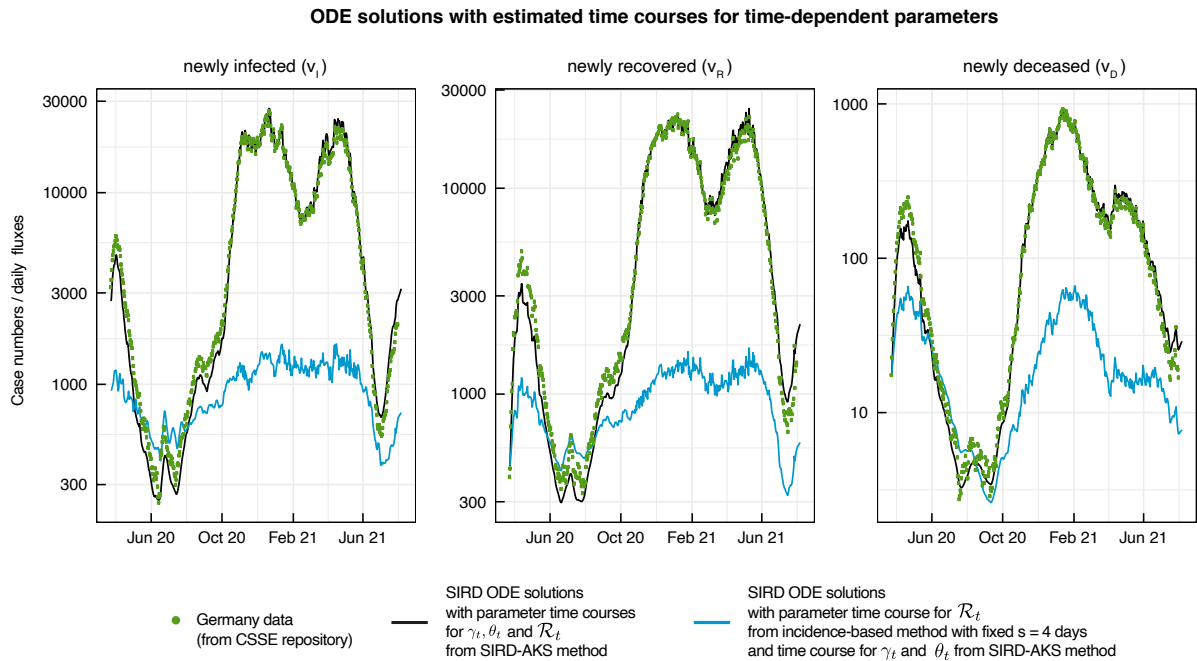 ODE solutions with estimated time courses for time-dependent parameters
newly infected (v_I)
newly recovered (v_R)
newly deceased (v_D)
Case numbers / daily fluxes
30000
10000
3000
1000
300
Jun 20 Oct 20 Feb 21 Jun 21
30000
10000
3000
1000
300
Jun 20 Oct 20 Feb 21 Jun 21
1000
100
10
Jun 20 Oct 20 Feb 21 Jun 21
Germany data
(from CSSE repository)
SIRD ODE solutions
with parameter time courses
for γ_t, θ_t and ℛ_t
from SIRD-AKS method
SIRD ODE solutions
with parameter time course for ℛ_t
from incidence-based method with fixed s = 4 days
and time course for γ_t and θ_t from SIRD-AKS method